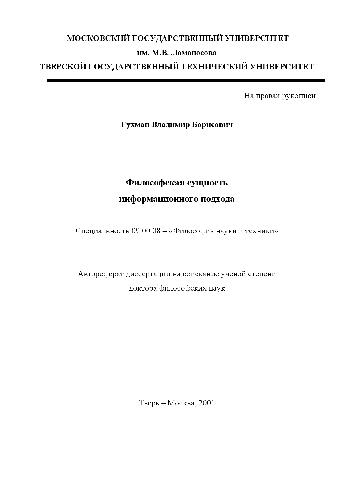 МОСКОВСКИЙ ГОСУДАРСТВЕННЫЙ УНИВЕРСИТЕТ
им. М.В. Ломоносова
ТВЕРСКОЙ ГОСУДАРСТВЕННЫЙ ТЕХНИЧЕСКИЙ УНИВЕРСИТЕТ
На правах рукописи
Гухман Владимир Борисович
Философская сущность
информационного подхода
Специальность 09.00.08 – «Философия науки и техники»
Автореферат диссертации на соискание ученой степени
доктора философских наук
Тверь – Москва, 2001